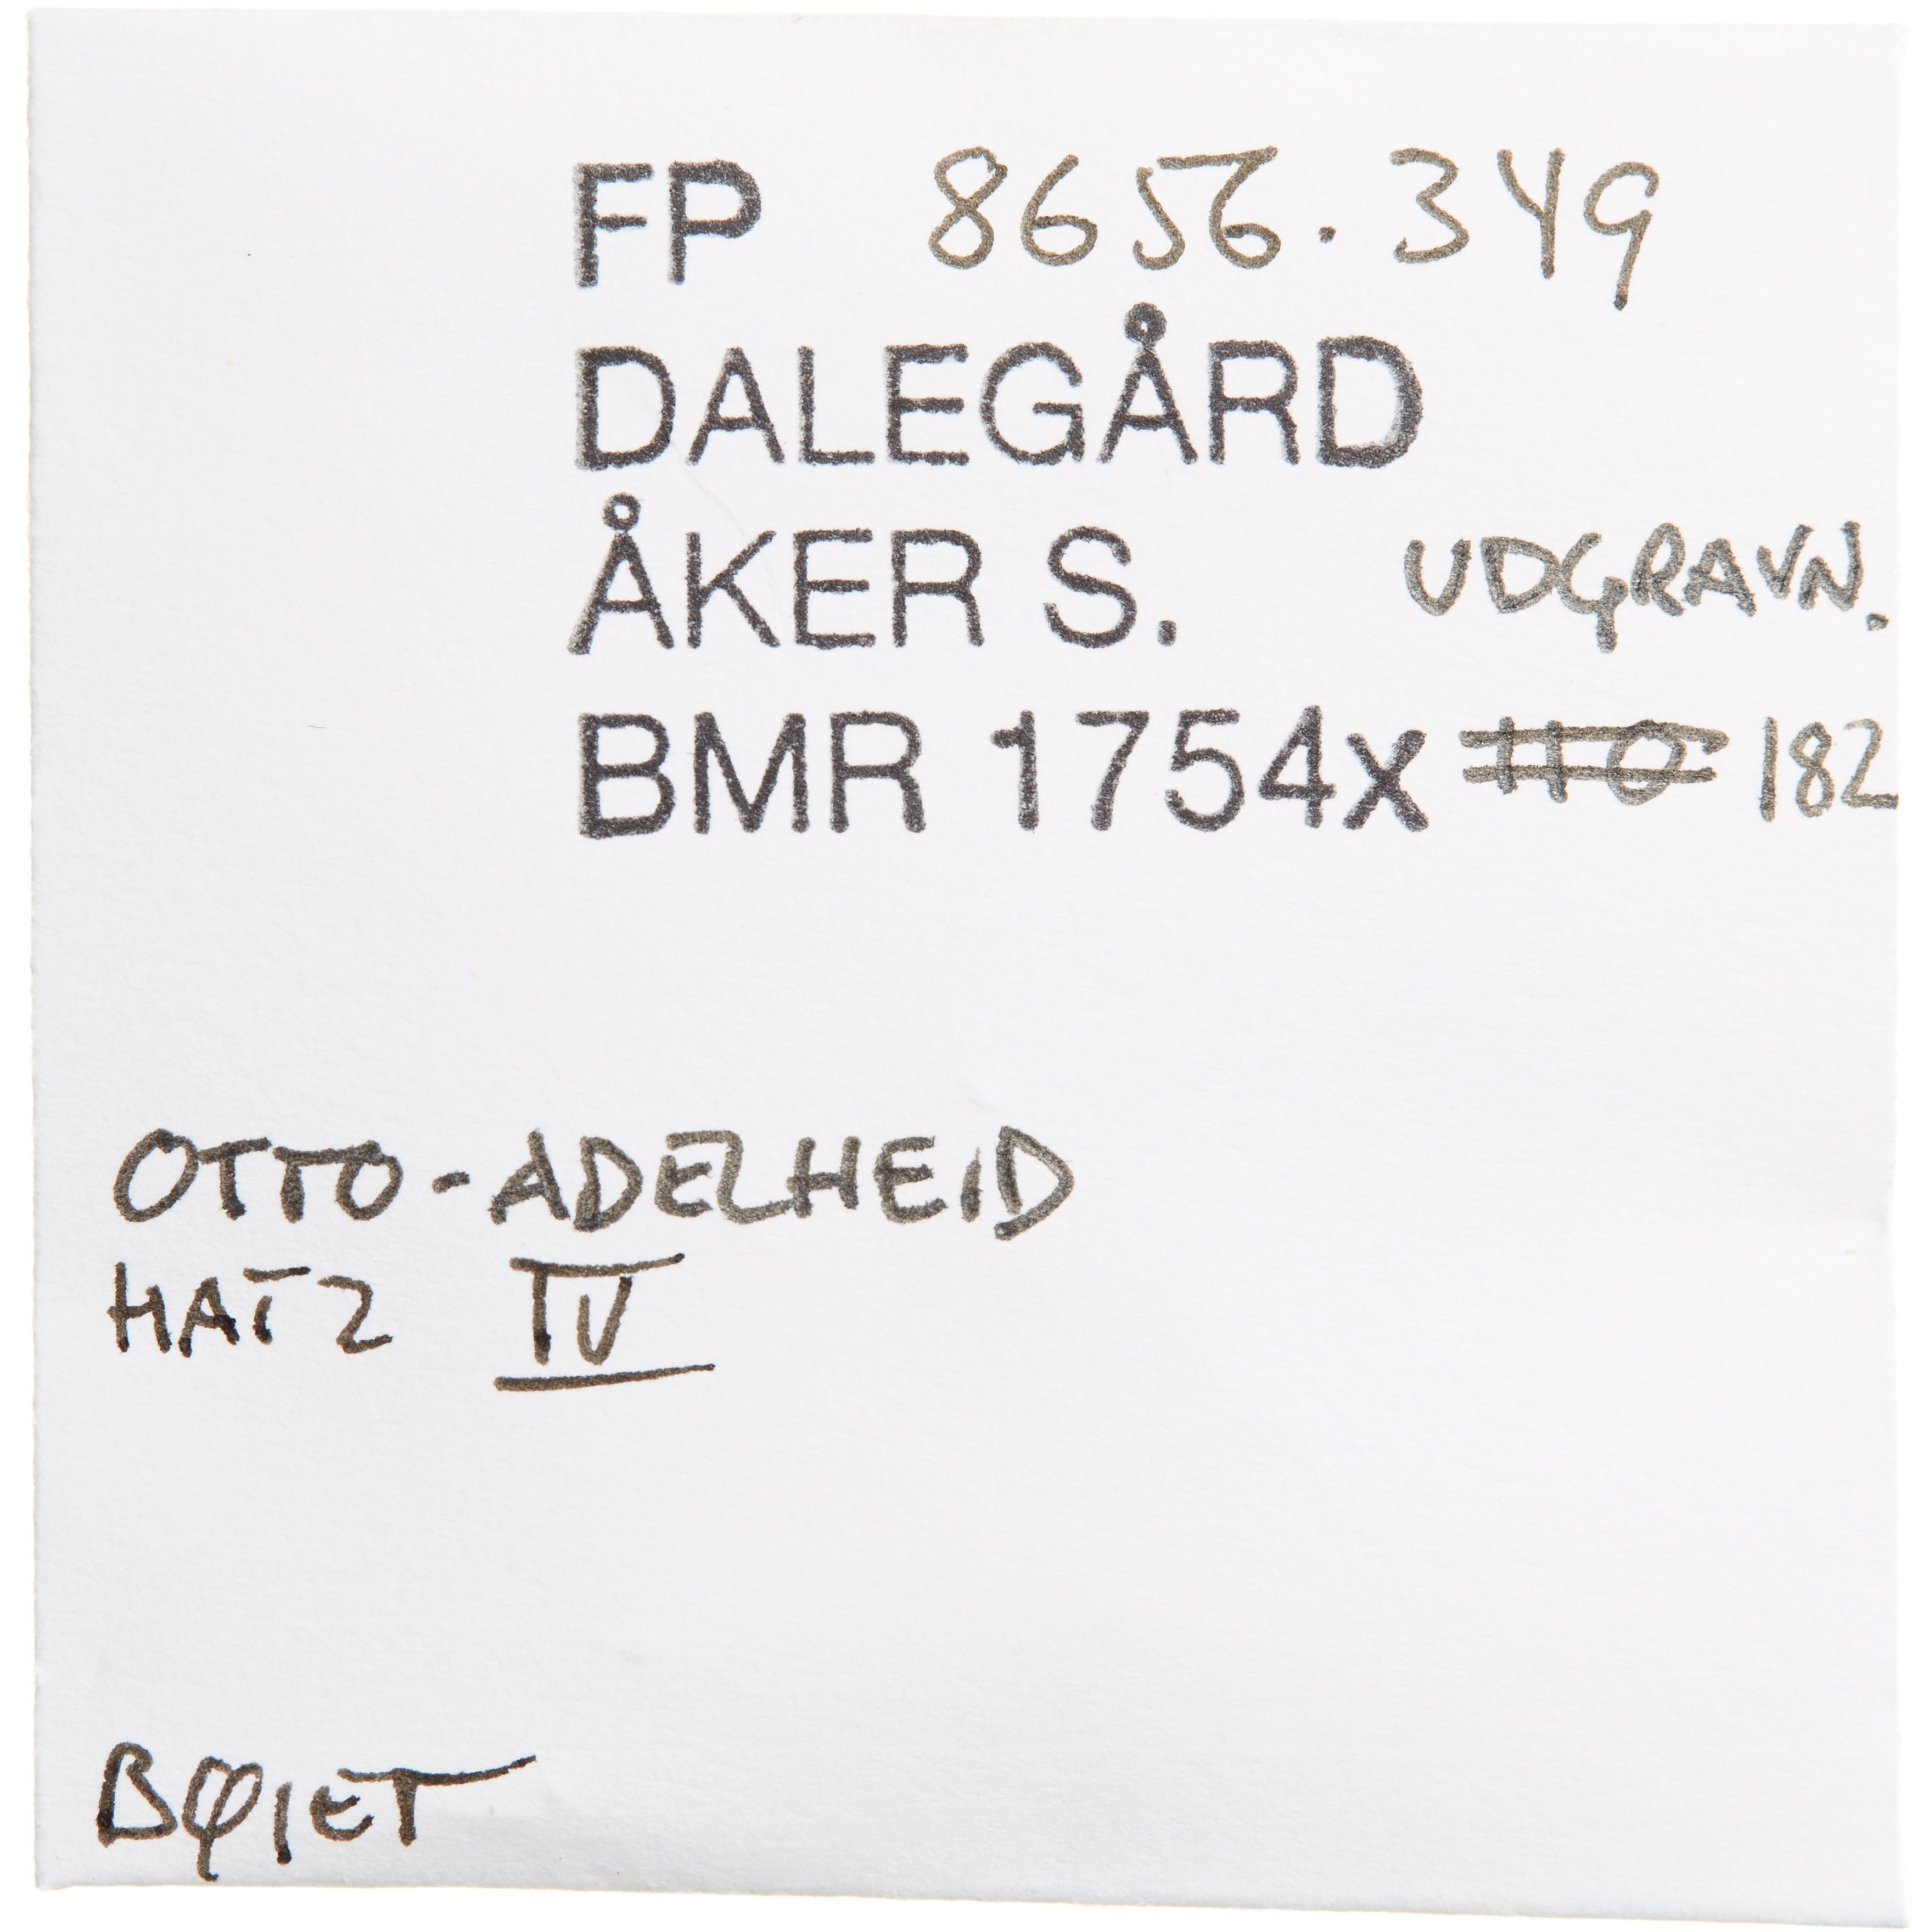 FP 8656.349
DALEGÅRD
ÅKER S. UDGRAVN.
BMR 1754x 110 182
OTTO-ADELHEID
HATZ IV
BØJET